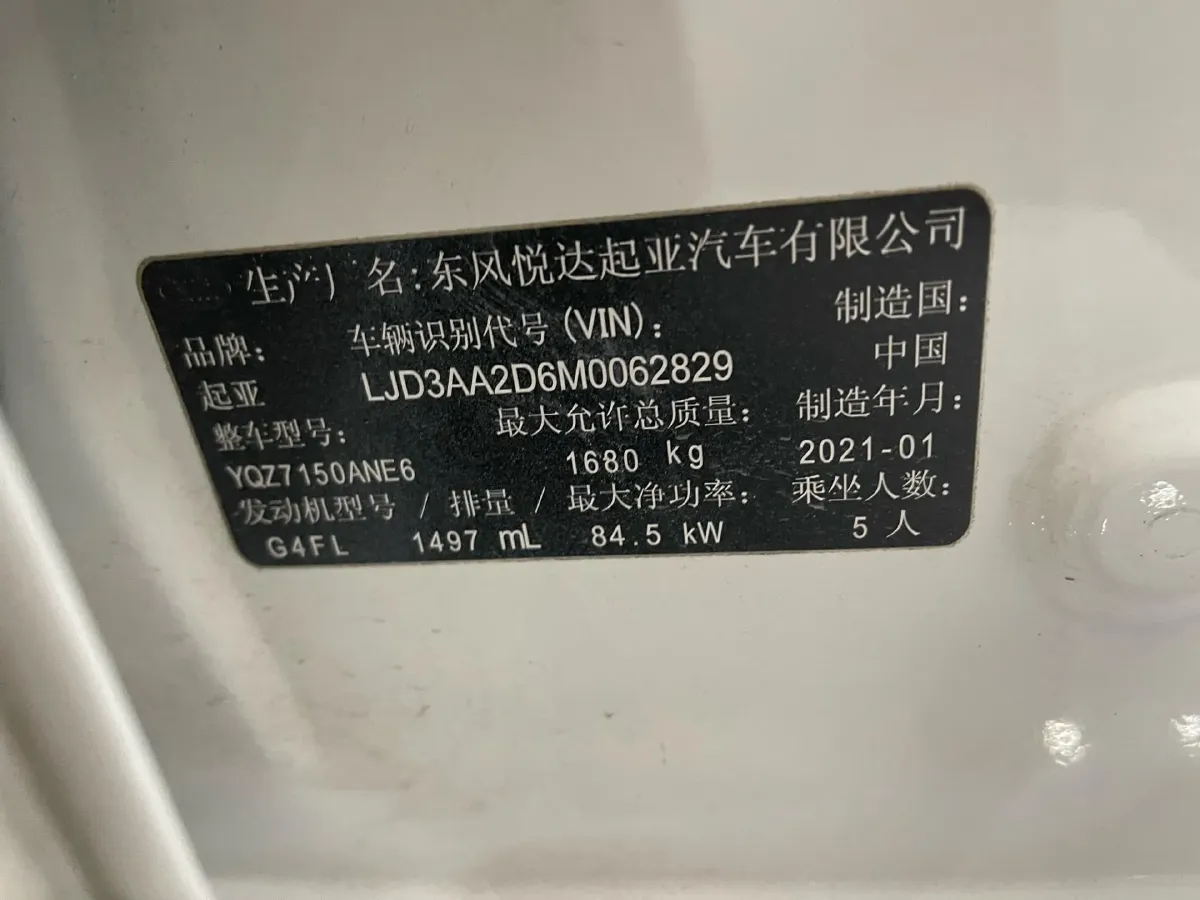 生产厂名:东风悦达起亚汽车有限公司
品牌: 车辆识别代号(VIN): 制造国:
起亚 LJD3AA2D6M0062829 中国
整车型号: 最大允许总质量: 制造年月:
YQZ7150ANE6 1680 kg 2021-01
发动机型号 / 排量 / 最大净功率: 乘坐人数:
G4FL 1497 mL 84.5 kW 5 人